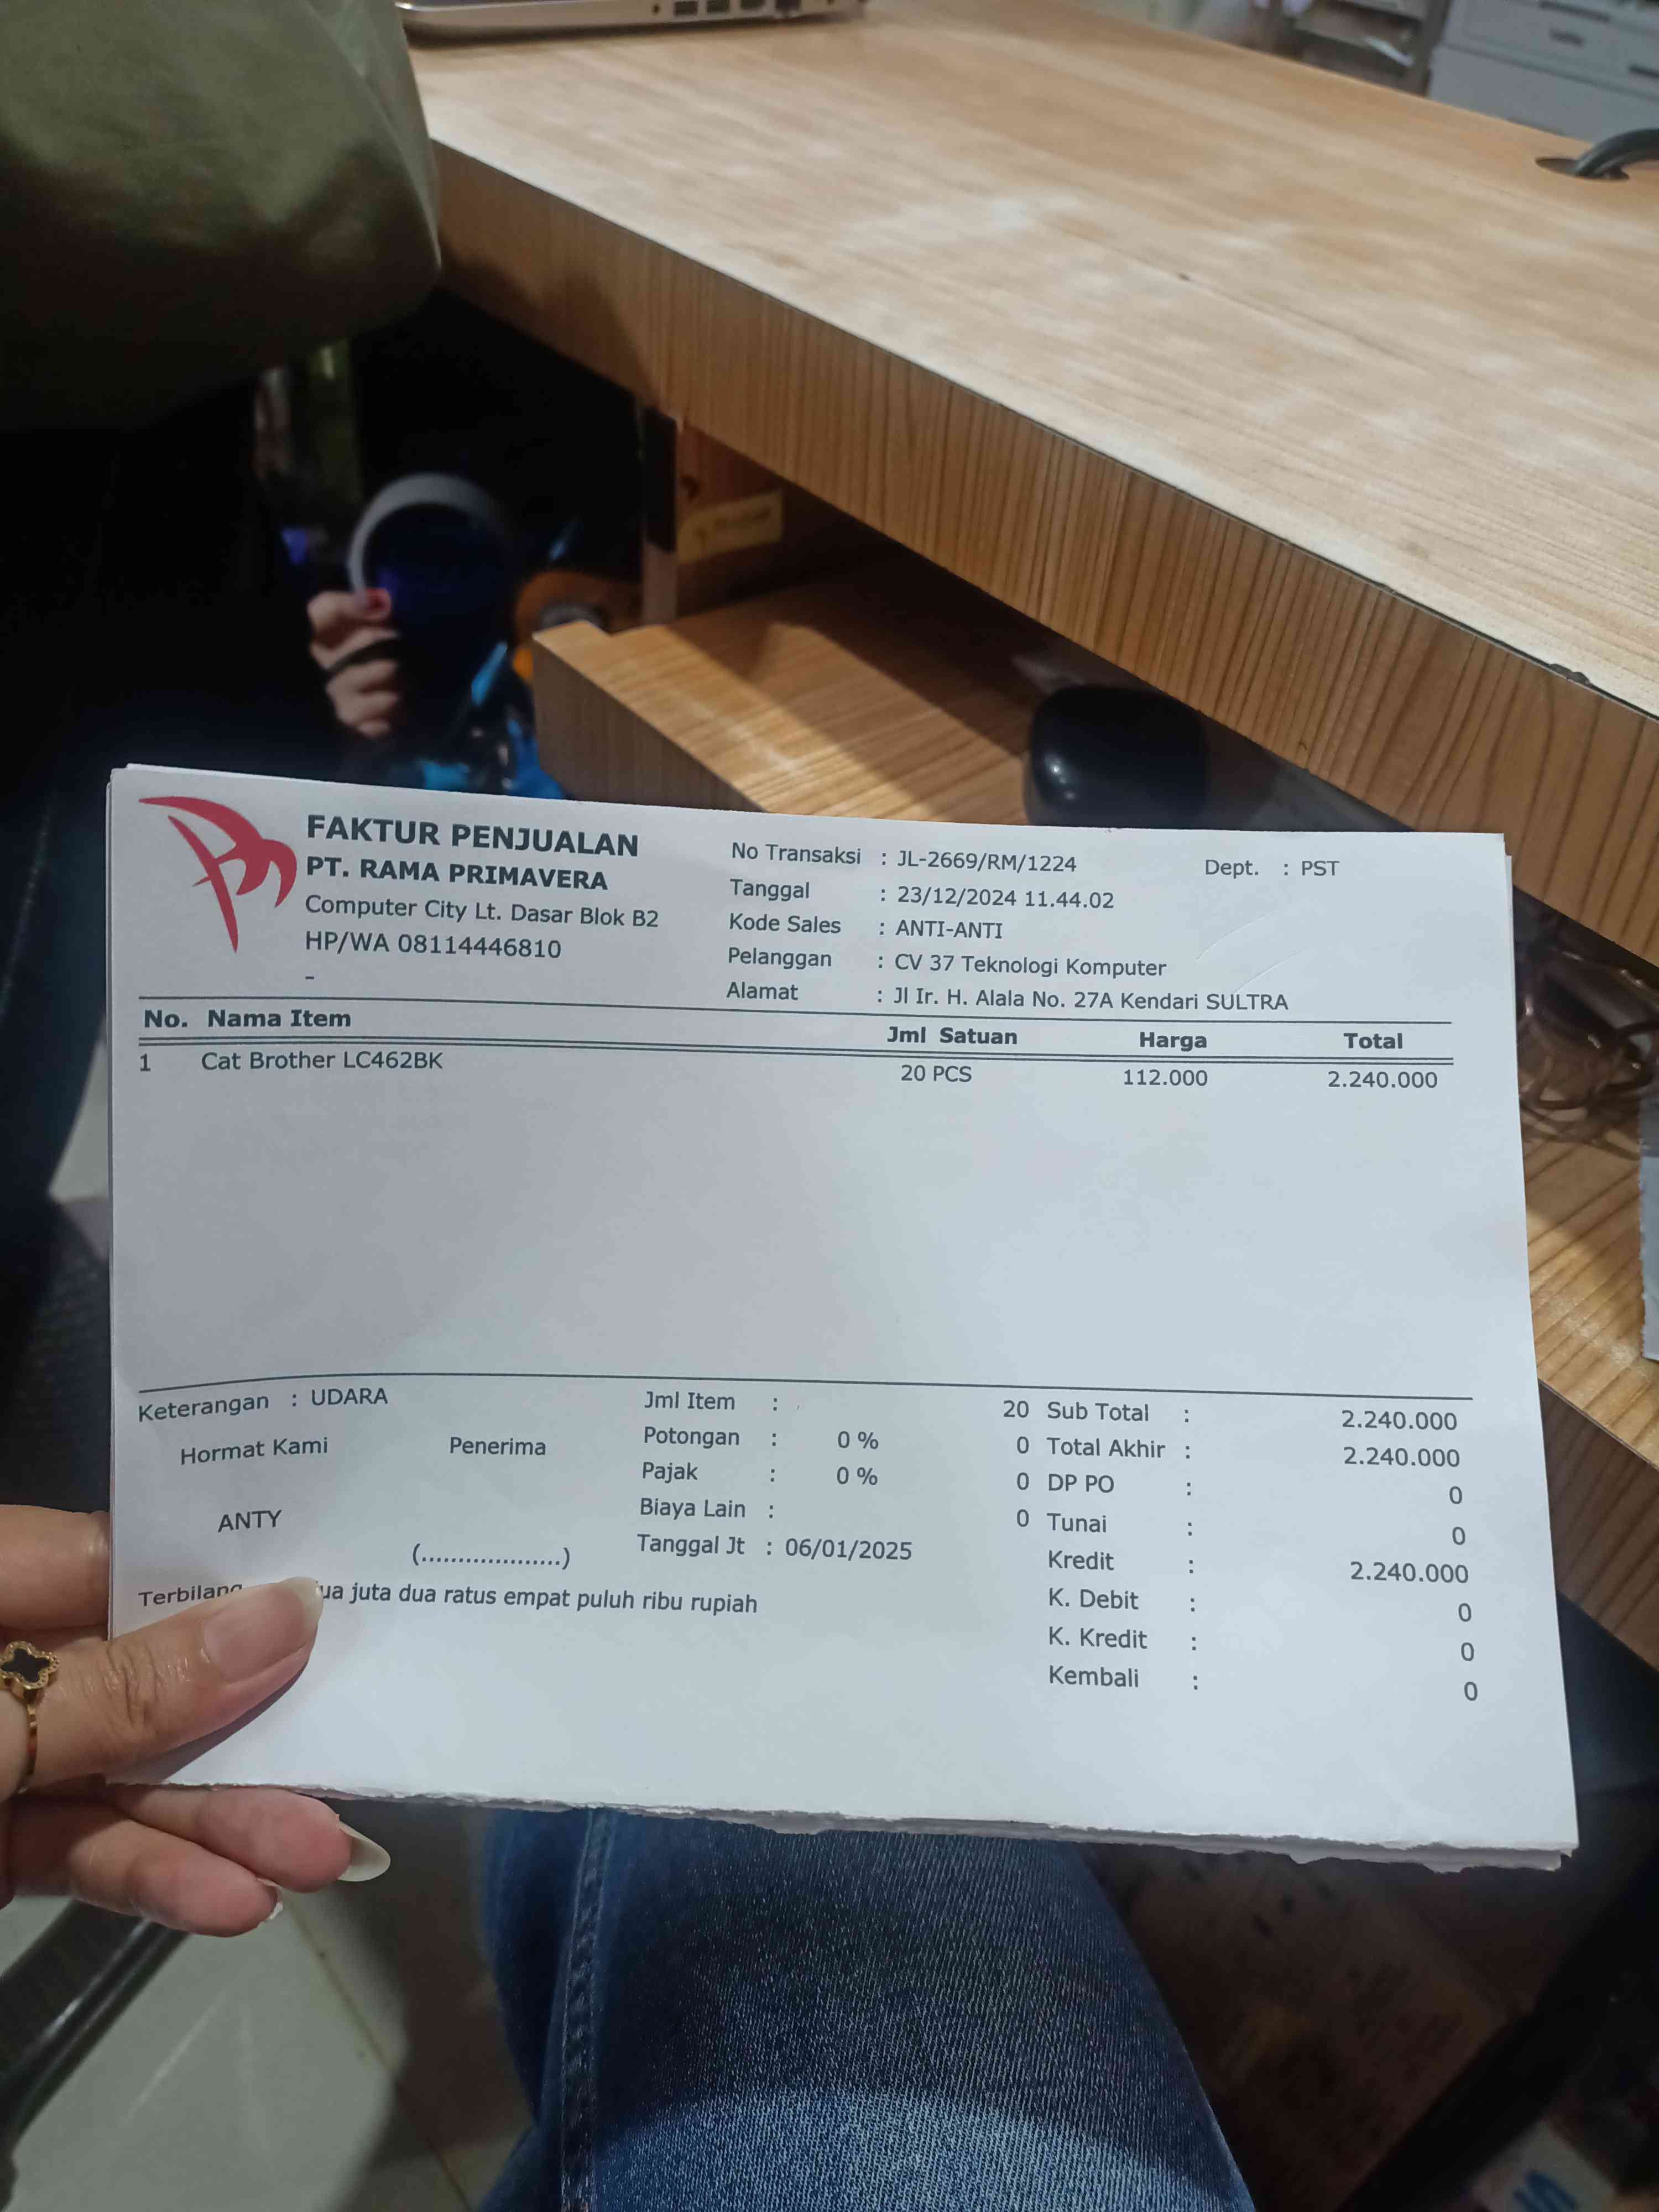 FAKTUR PENJUALAN
PT. RAMA PRIMAVERA
Computer City Lt. Dasar Blok B2
HP/WA 08114446810
-
No Transaksi : JL-2669/RM/1224 Dept. : PST
Tanggal : 23/12/2024 11.44.02
Kode Sales : ANTI-ANTI
Pelanggan : CV 37 Teknologi Komputer
Alamat : Jl Ir. H. Alala No. 27A Kendari SULTRA
No. Nama Item Jml Satuan Harga Total
1 Cat Brother LC462BK 20 PCS 112.000 2.240.000
Keterangan : UDARA
Hormat Kami Penerima
ANTY
(...................)
Jml Item : 20
Potongan : 0 % 0
Pajak : 0 % 0
Biaya Lain : 0
Tanggal Jt : 06/01/2025
Sub Total : 2.240.000
Total Akhir : 2.240.000
DP PO : 0
Tunai : 0
Kredit : 2.240.000
K. Debit : 0
K. Kredit : 0
Kembali : 0
Terbilang juta dua ratus empat puluh ribu rupiah